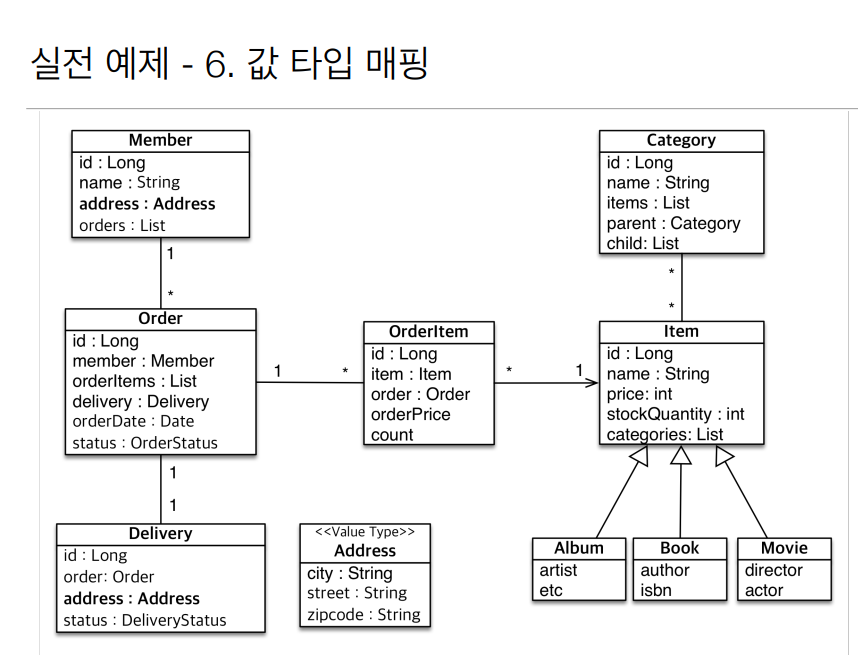 실전 예제 - 6. 값 타입 매핑
Member
id : Long
name : String
address : Address
orders : List
1
*
Order
id : Long
member : Member
orderItems : List
delivery : Delivery
orderDate : Date
status : OrderStatus
1
*
OrderItem
id : Long
item : Item
order : Order
orderPrice
count
*
1
Category
id : Long
name : String
items : List
parent : Category
child: List
*
*
Item
id : Long
name : String
price: int
stockQuantity : int
categories: List
1
1
Delivery
id : Long
order: Order
address : Address
status : DeliveryStatus
<<Value Type>>
Address
city : String
street : String
zipcode : String
Album
artist
etc
Book
author
isbn
Movie
director
actor